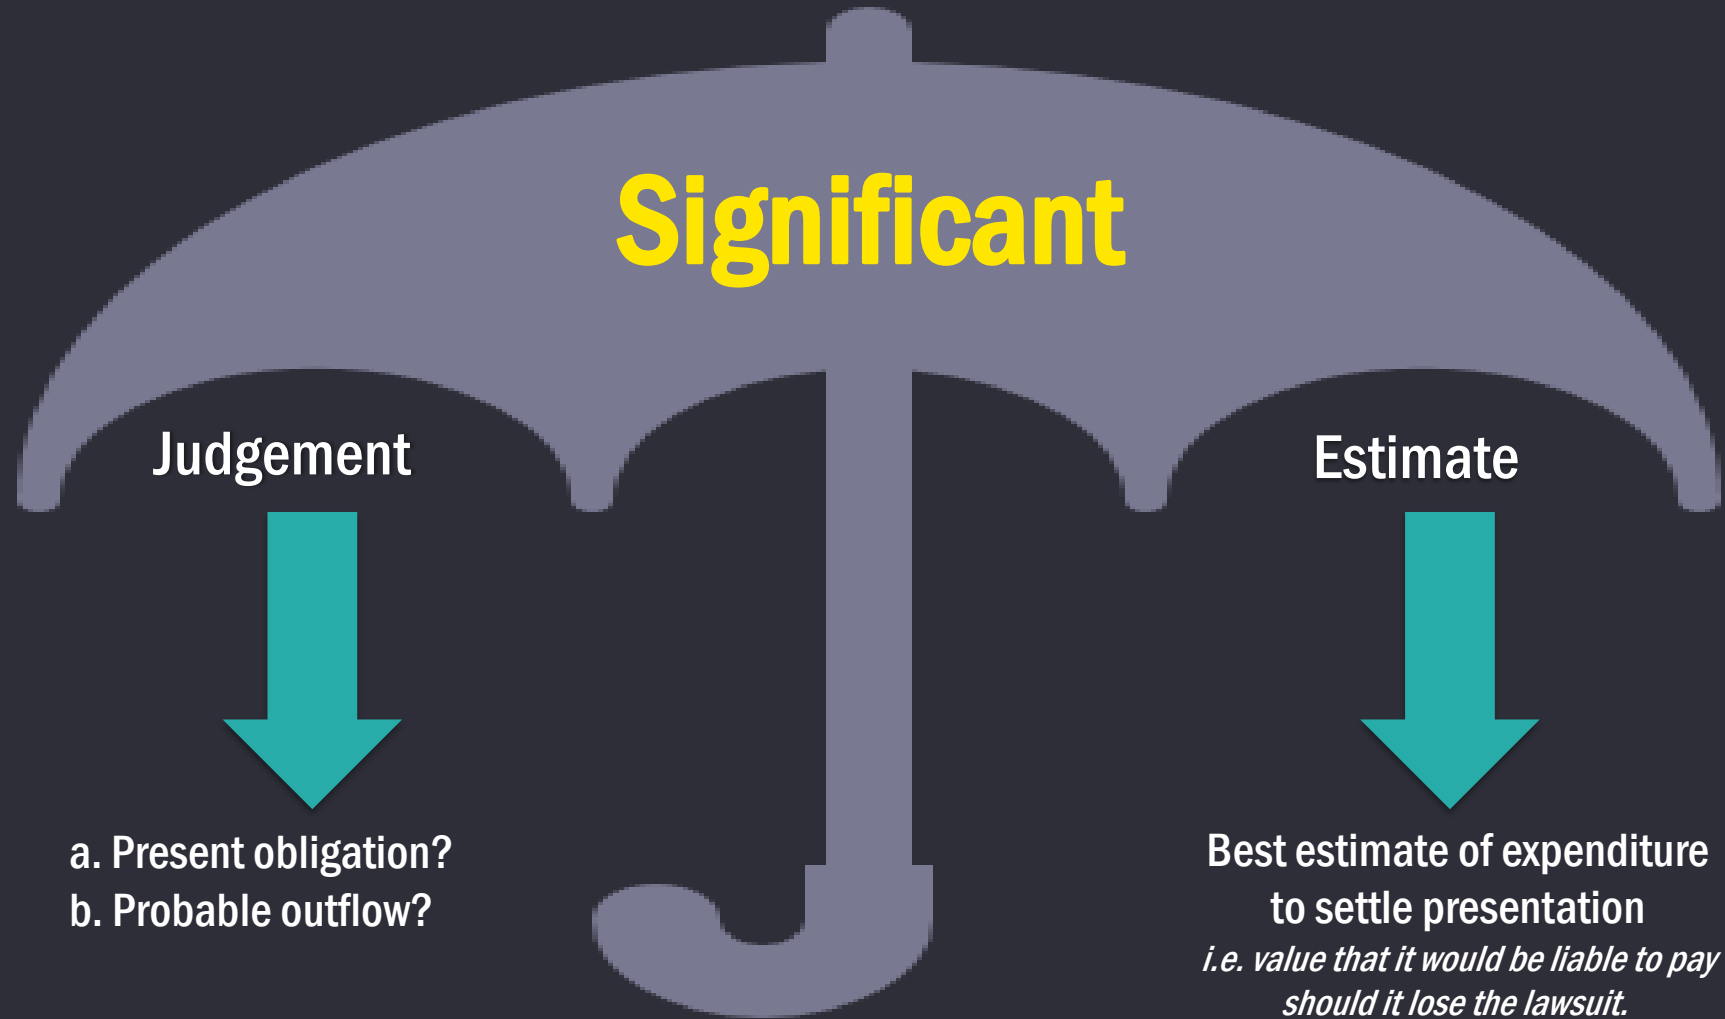 Significant
Judgement
Estimate
a. Present obligation?
b. Probable outflow?
Best estimate of expenditure
to settle presentation
i.e. value that it would be liable to pay
should it lose the lawsuit.